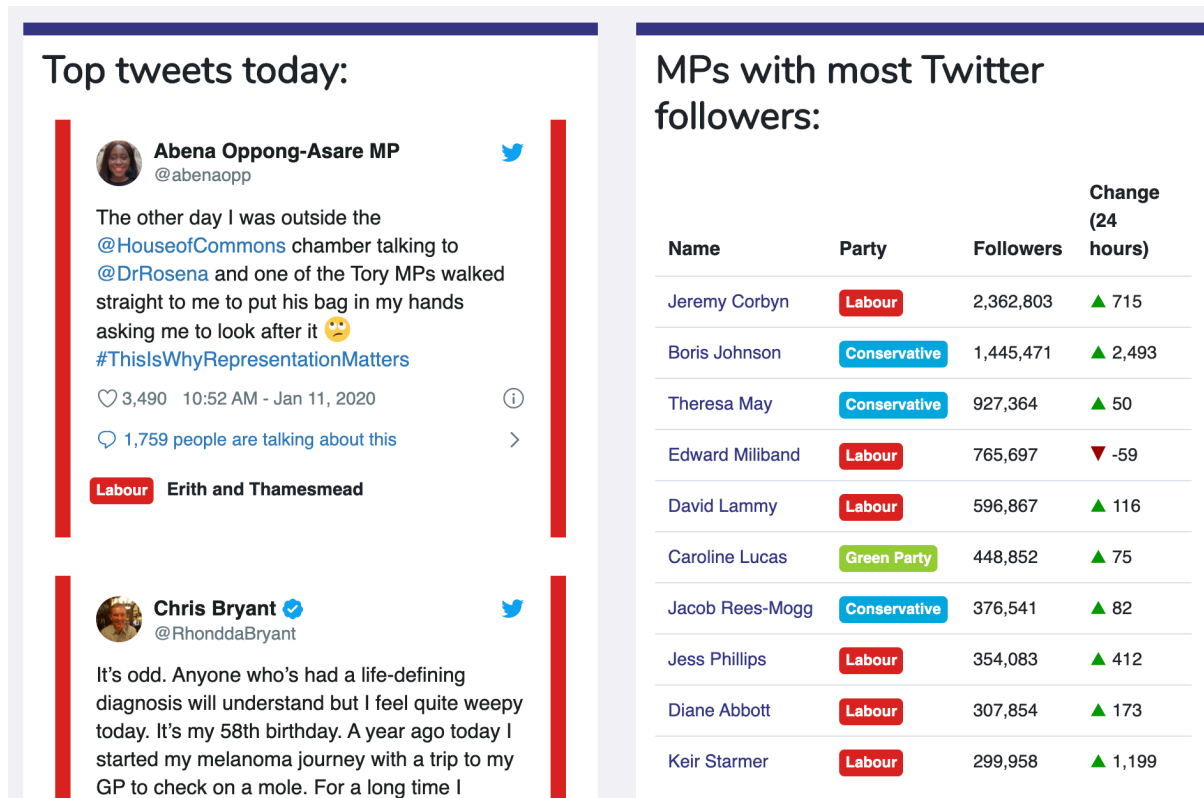 Top tweets today:
Abena Oppong-Asare MP
@abenaopp
The other day I was outside the
@HouseofCommons chamber talking to
@DrRosena and one of the Tory MPs walked
straight to me to put his bag in my hands
asking me to look after it 🙄
#ThisIsWhyRepresentationMatters
3,490 10:52 AM - Jan 11, 2020
1,759 people are talking about this
Labour Erith and Thamesmead
Chris Bryant
@RhonddaBryant
It’s odd. Anyone who’s had a life-defining
diagnosis will understand but I feel quite weepy
today. It’s my 58th birthday. A year ago today I
started my melanoma journey with a trip to my
GP to check on a mole. For a long time I
MPs with most Twitter
followers:
Change
(24
Name Party Followers hours)
Jeremy Corbyn Labour 2,362,803 ▲ 715
Boris Johnson Conservative 1,445,471 ▲ 2,493
Theresa May Conservative 927,364 ▲ 50
Edward Miliband Labour 765,697 ▼ -59
David Lammy Labour 596,867 ▲ 116
Caroline Lucas Green Party 448,852 ▲ 75
Jacob Rees-Mogg Conservative 376,541 ▲ 82
Jess Phillips Labour 354,083 ▲ 412
Diane Abbott Labour 307,854 ▲ 173
Keir Starmer Labour 299,958 ▲ 1,199